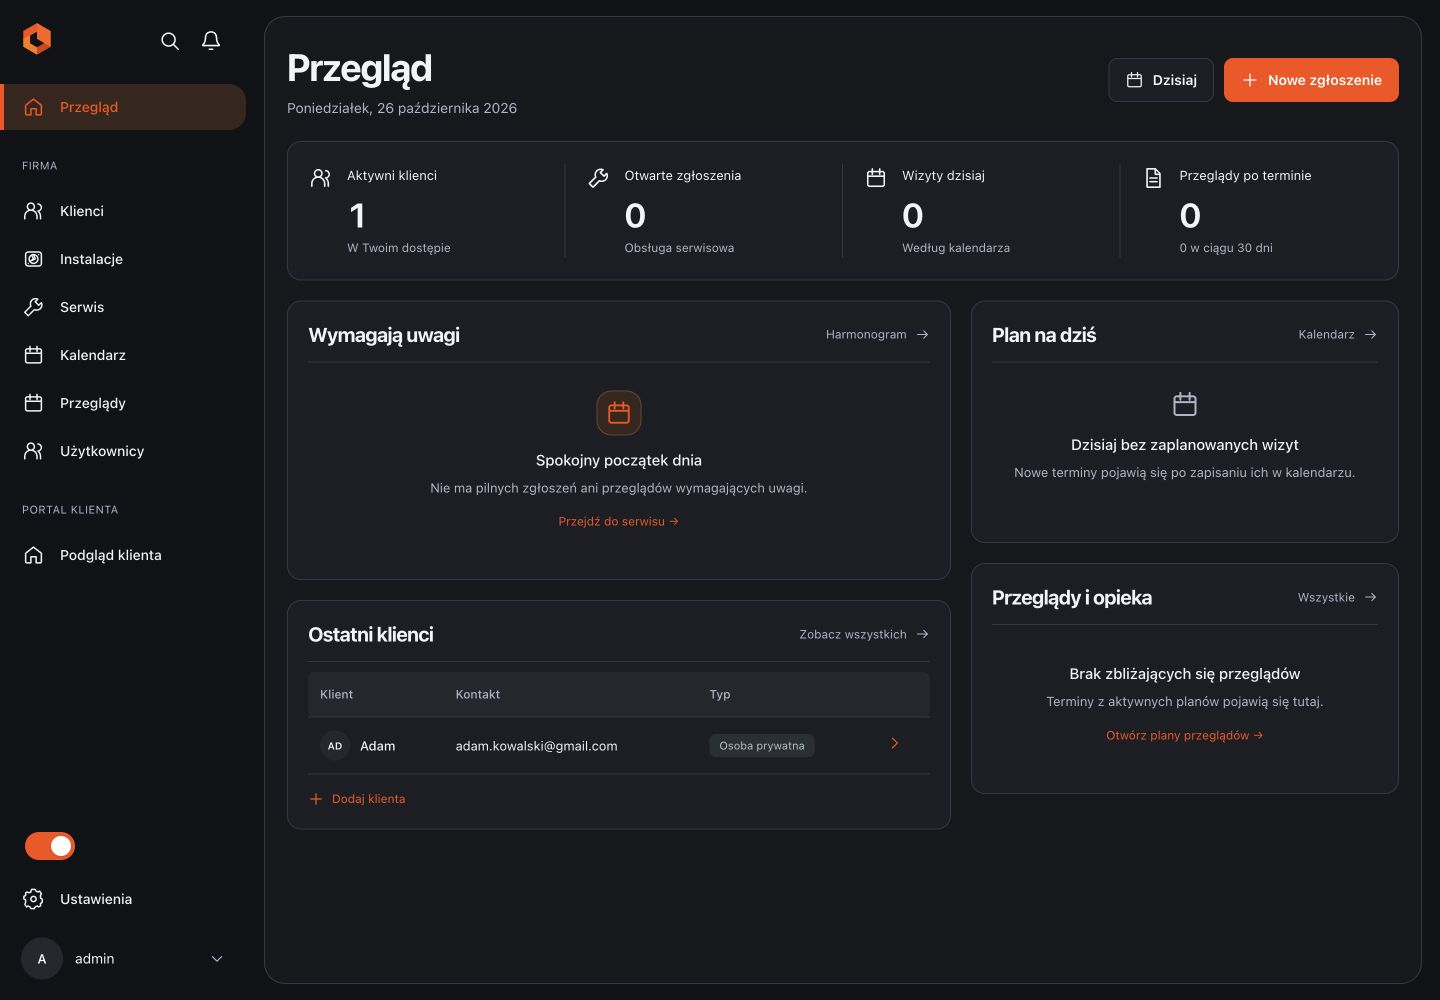 Przegląd
FIRMA
Klienci
Instalacje
Serwis
Kalendarz
Przeglądy
Użytkownicy
PORTAL KLIENTA
Podgląd klienta
Ustawienia
A admin
Przegląd
Poniedziałek, 26 października 2026
Dzisiaj
Nowe zgłoszenie
Aktywni klienci
1
W Twoim dostępie
Otwarte zgłoszenia
0
Obsługa serwisowa
Wizyty dzisiaj
0
Według kalendarza
Przeglądy po terminie
0
0 w ciągu 30 dni
Wymagają uwagi
Harmonogram →
Spokojny początek dnia
Nie ma pilnych zgłoszeń ani przeglądów wymagających uwagi.
Przejdź do serwisu →
Plan na dziś
Kalendarz →
Dzisiaj bez zaplanowanych wizyt
Nowe terminy pojawią się po zapisaniu ich w kalendarzu.
Ostatni klienci
Zobacz wszystkich →
Klient Kontakt Typ
AD Adam adam.kowalski@gmail.com Osoba prywatna
+ Dodaj klienta
Przeglądy i opieka
Wszystkie →
Brak zbliżających się przeglądów
Terminy z aktywnych planów pojawią się tutaj.
Otwórz plany przeglądów →